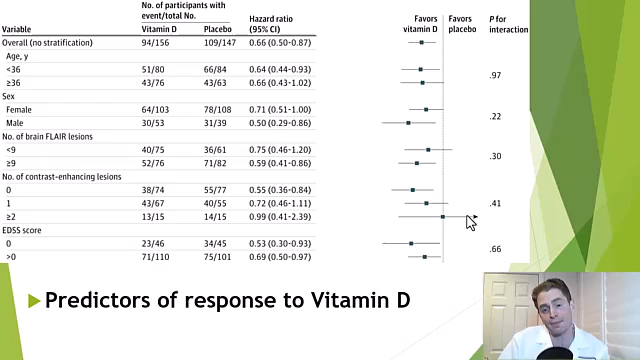 No. of participants with
event/total No.
Hazard ratio
(95% CI)
Favors
vitamin D
Favors
placebo
P for
interaction
Variable
Vitamin D
Placebo
Overall (no stratification) 94/156 109/147 0.66 (0.50-0.87)
Age, y
<36 51/80 66/84 0.64 (0.44-0.93)
.97
≥36 43/76 43/63 0.66 (0.43-1.02)
Sex
Female 64/103 78/108 0.71 (0.51-1.00)
.22
Male 30/53 31/39 0.50 (0.29-0.86)
No. of brain FLAIR lesions
<9 40/75 36/61 0.75 (0.46-1.20)
.30
≥9 52/76 71/82 0.59 (0.41-0.86)
No. of contrast-enhancing lesions
0 38/74 55/77 0.55 (0.36-0.84)
1 43/67 40/55 0.72 (0.46-1.11) .41
≥2 13/15 14/15 0.99 (0.41-2.39)
EDSS score
0 23/46 34/45 0.53 (0.30-0.93)
.66
>0 71/110 75/101 0.69 (0.50-0.97)
Predictors of response to Vitamin D